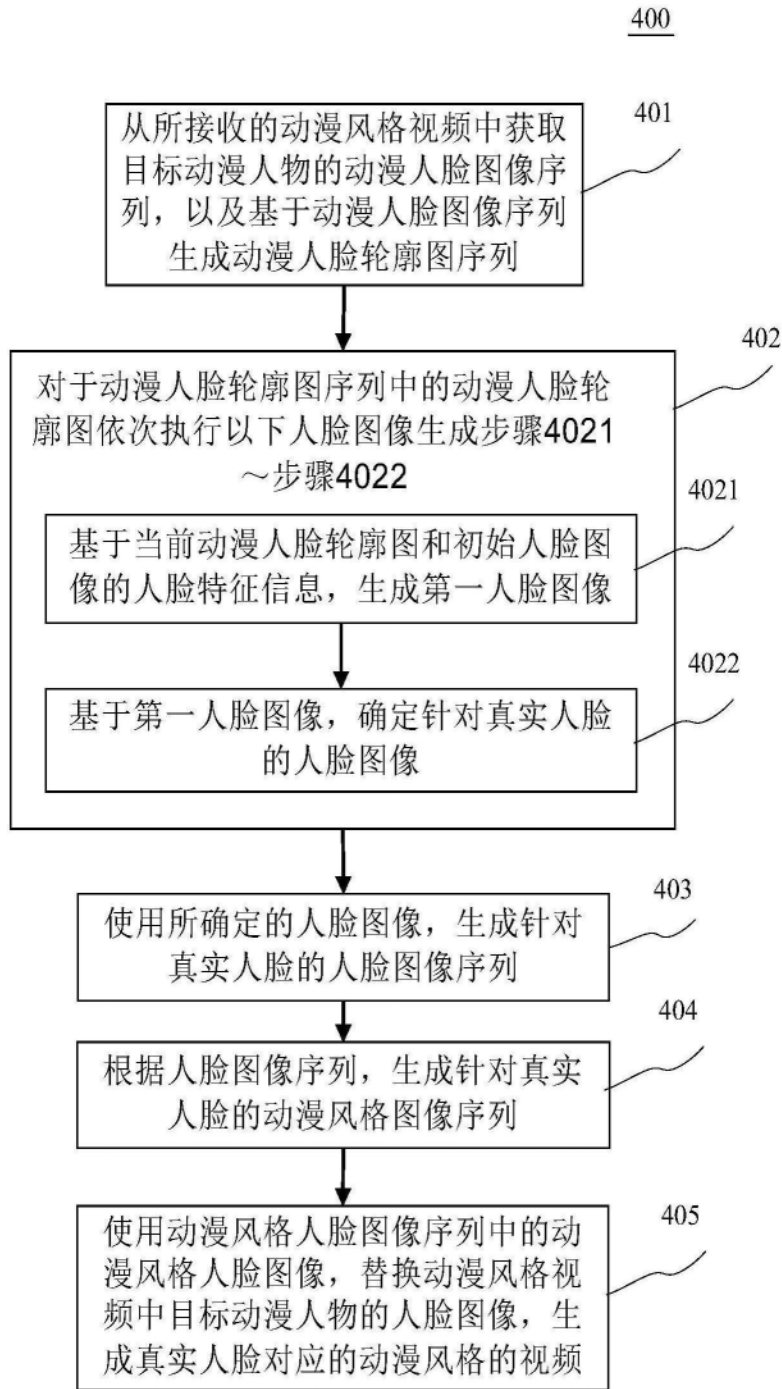 400
401
从所接收的动漫风格视频中获取
目标动漫人物的动漫人脸图像序
列，以及基于动漫人脸图像序列
生成动漫人脸轮廓图序列
402
对于动漫人脸轮廓图序列中的动漫人脸轮
廓图依次执行以下人脸图像生成步骤4021
～步骤4022
4021
基于当前动漫人脸轮廓图和初始人脸图
像的人脸特征信息，生成第一人脸图像
4022
基于第一人脸图像，确定针对真实人脸
的人脸图像
403
使用所确定的人脸图像，生成针对
真实人脸的人脸图像序列
404
根据人脸图像序列，生成针对真实
人脸的动漫风格图像序列
405
使用动漫风格人脸图像序列中的动
漫风格人脸图像，替换动漫风格视
频中目标动漫人物的人脸图像，生
成真实人脸对应的动漫风格的视频